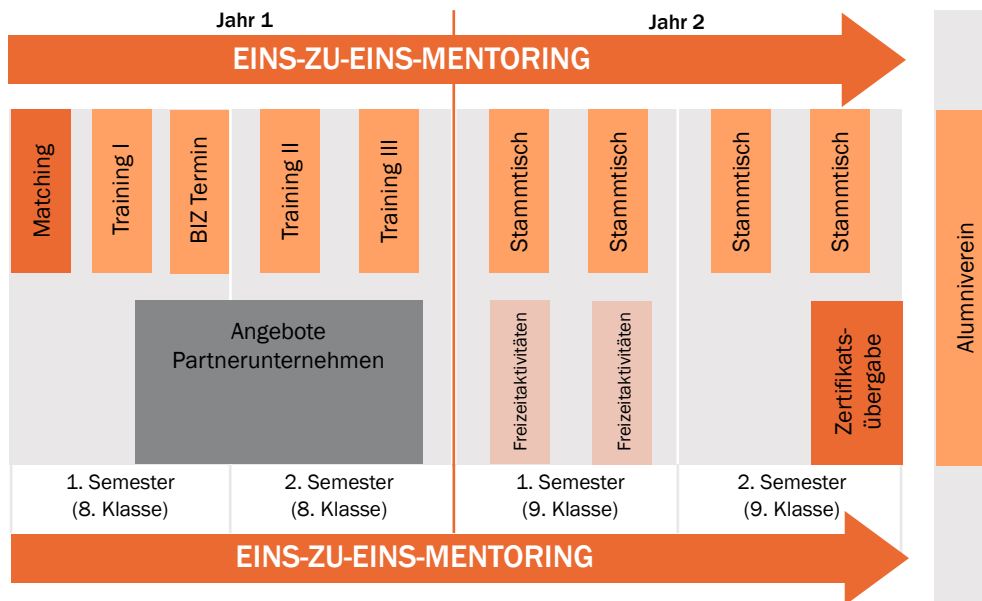 Jahr 1
Jahr 2
EINS-ZU-EINS-MENTORING
Matching
Training I
BIZ Termin
Training II
Training III
Stammtisch
Stammtisch
Stammtisch
Stammtisch
Alumniverein
Angebote
Partnerunternehmen
Freizeitaktivitäten
Freizeitaktivitäten
Zertifikats-
übergabe
1. Semester
(8. Klasse)
2. Semester
(8. Klasse)
1. Semester
(9. Klasse)
2. Semester
(9. Klasse)
EINS-ZU-EINS-MENTORING